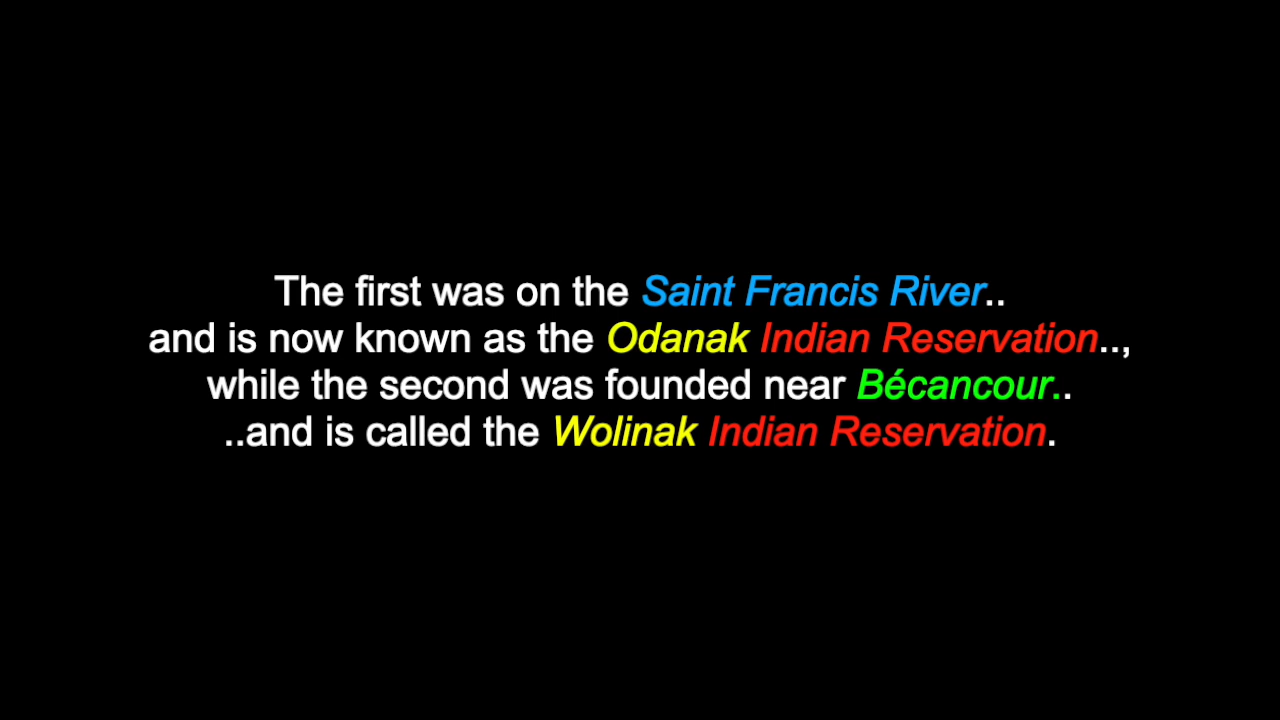 The first was on the Saint Francis River..
and is now known as the Odanak Indian Reservation..,
while the second was founded near Bécancour..
..and is called the Wolinak Indian Reservation.